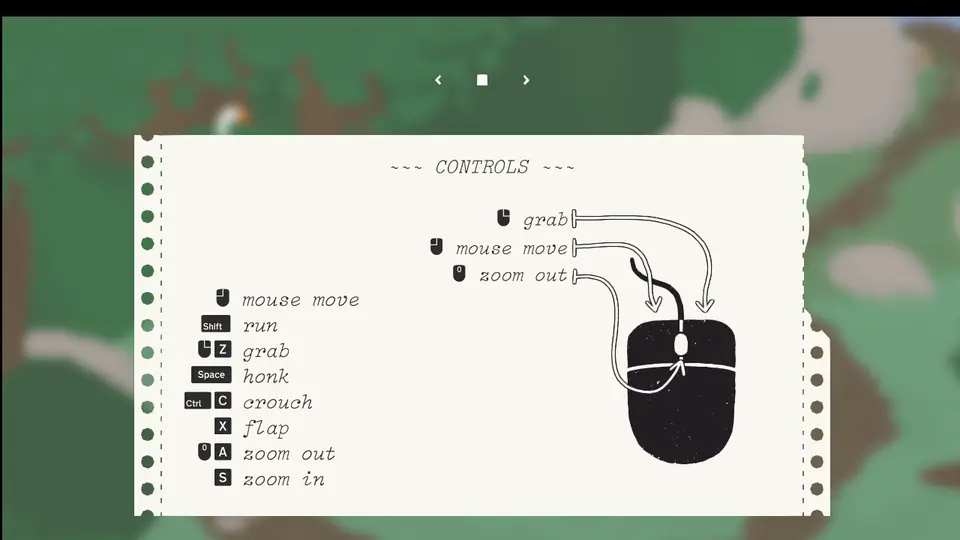 ~~~ CONTROLS ~~~
grab
mouse move
zoom out
mouse move
Shift run
Z grab
Space honk
Ctrl C crouch
X flap
A zoom out
S zoom in